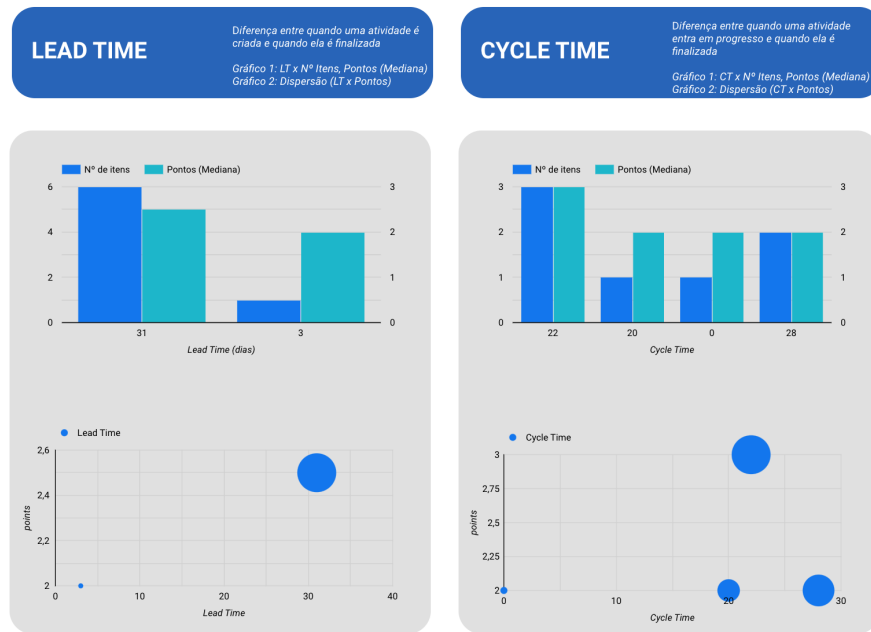 LEAD TIME
Diferença entre quando uma atividade é
criada e quando ela é finalizada
Gráfico 1: LT x Nº Itens, Pontos (Mediana)
Gráfico 2: Dispersão (LT x Pontos)
CYCLE TIME
Diferença entre quando uma atividade
entra em progresso e quando ela é
finalizada
Gráfico 1: CT x Nº Itens, Pontos (Mediana)
Gráfico 2: Dispersão (CT x Pontos)
Nº de itens Pontos (Mediana)
6 3
4 2
2 1
0 0
31 3
Lead Time (dias)
Lead Time
2,6
2,4
2,2
2
points
0 10 20 30 40
Lead Time
Nº de itens Pontos (Mediana)
3 3
2 2
1 1
0 0
22 20 0 28
Cycle Time
Cycle Time
3
2,75
2,5
2,25
2
points
0 10 20 30
Cycle Time